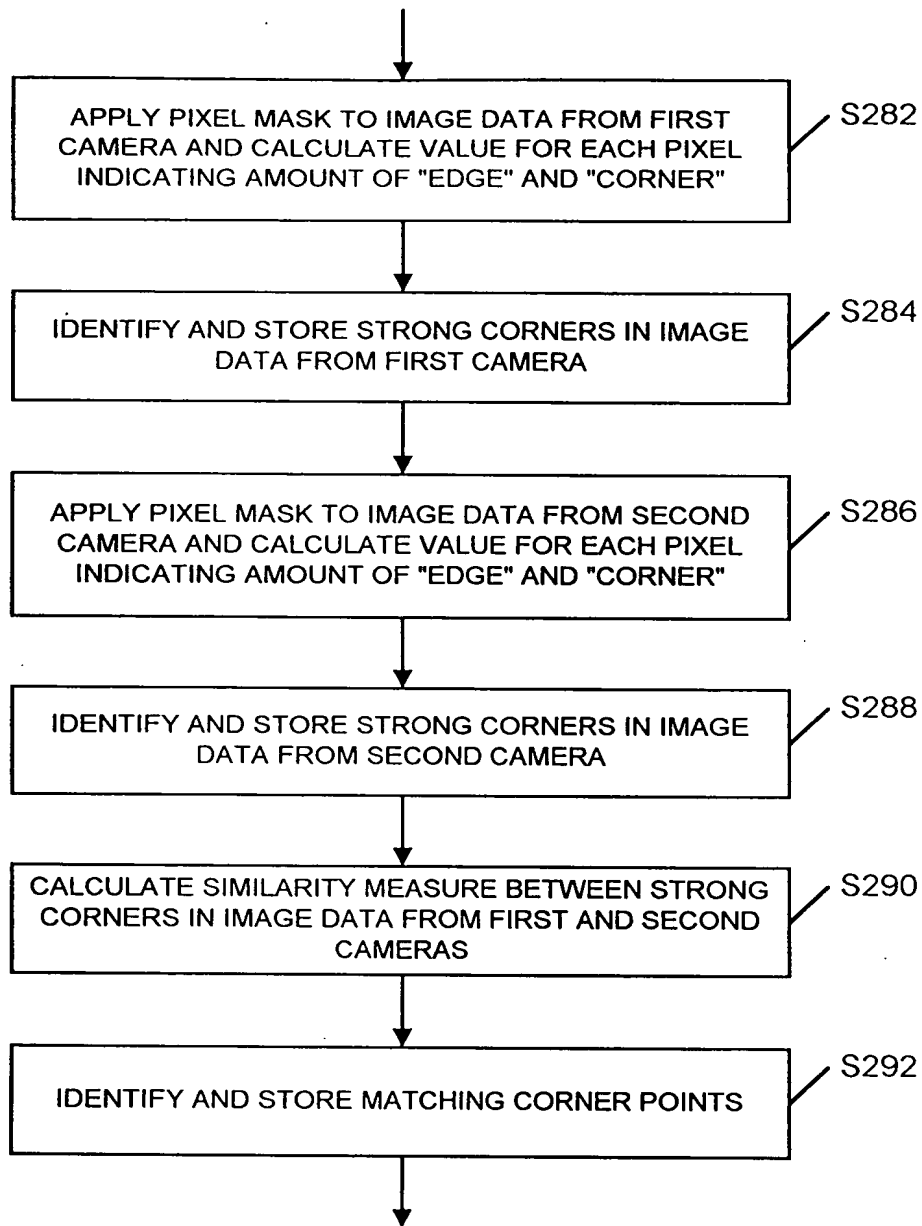 APPLY PIXEL MASK TO IMAGE DATA FROM FIRST
CAMERA AND CALCULATE VALUE FOR EACH PIXEL
INDICATING AMOUNT OF "EDGE" AND "CORNER"
S282
IDENTIFY AND STORE STRONG CORNERS IN IMAGE
DATA FROM FIRST CAMERA
S284
APPLY PIXEL MASK TO IMAGE DATA FROM SECOND
CAMERA AND CALCULATE VALUE FOR EACH PIXEL
INDICATING AMOUNT OF "EDGE" AND "CORNER"
S286
IDENTIFY AND STORE STRONG CORNERS IN IMAGE
DATA FROM SECOND CAMERA
S288
CALCULATE SIMILARITY MEASURE BETWEEN STRONG
CORNERS IN IMAGE DATA FROM FIRST AND SECOND
CAMERAS
S290
IDENTIFY AND STORE MATCHING CORNER POINTS
S292